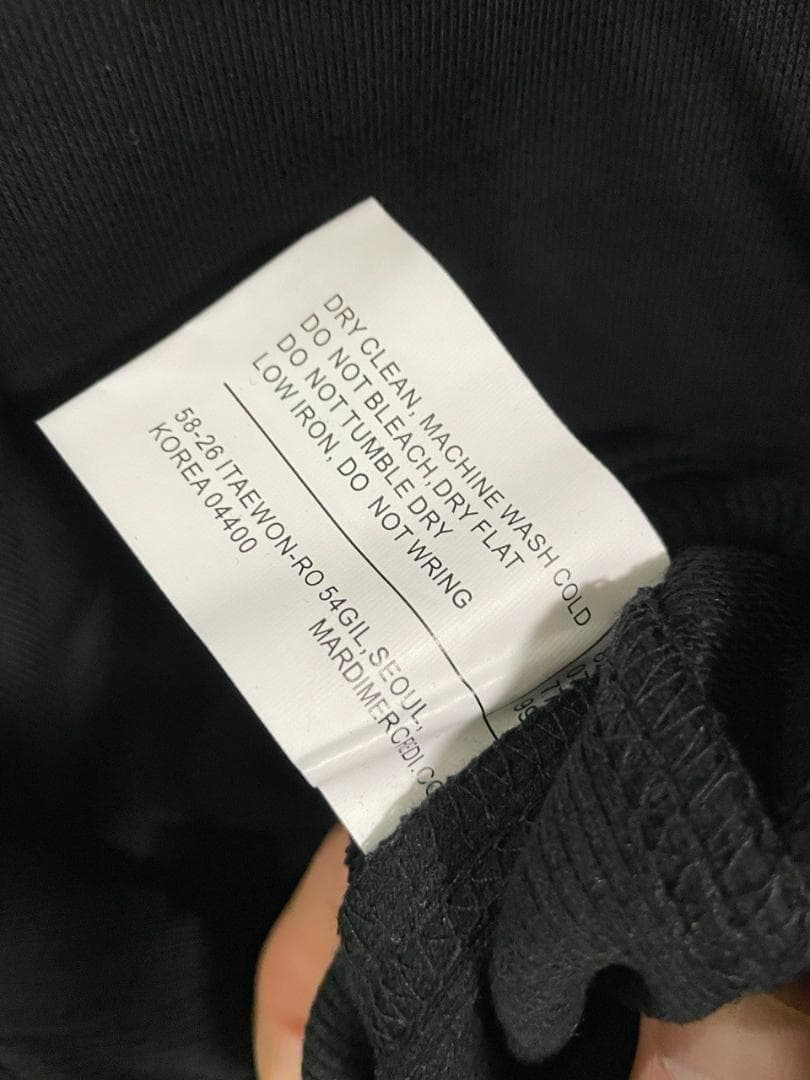 DRY CLEAN, MACHINE WASH COLD
DO NOT BLEACH, DRY FLAT
DO NOT TUMBLE DRY
LOW IRON, DO NOT WRING
58-26 ITAEWON-RO 54GIL, SEOUL,
KOREA 04400